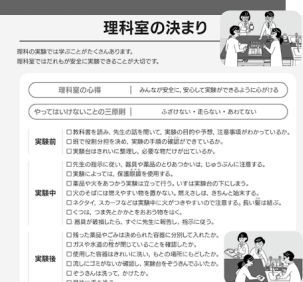 理科室の決まり
理科の実験では学ぶことがたくさんあります。
理科室ではだれもが安全に実験できることが大切です。
理科室の心得 みんなが安全に、安心して実験ができるように心がける
やってはいけないことの三原則 ふざけない・走らない・あわてない
実験前
□教科書を読み、先生の話を聞いて、実験の目的や予想、注意事項がわかっているか。
□班で役割分担を決め、実験の手順の確認ができているか。
□実験台はきれいに整理し、必要な物だけが出ているか。
実験中
□先生の指示に従い、器具や薬品のとりあつかいは、じゅうぶんに注意する。
□実験によっては、保護眼鏡を使用する。
□薬品や火をあつかう実験は立って行う。いすは実験台の下にしまう。
□火のそばには燃えやすい物を置かない。燃えさしは、きちんと始末する。
□ネクタイ、スカーフなどは実験中に火がつきやすいので注意する。長い髪は結ぶ。
□くつは、つま先とかかとをおおう物をはく。
□器具が破損したら、すぐに先生に報告し、指示に従う。
実験後
□残った薬品やごみは決められた容器に分別して入れたか。
□ガスや水道の栓が閉じていることを確認したか。
□使用した容器はきれいに洗い、もとの場所にもどしたか。
□流しにゴミがないか確認し、実験台をぞうきんでふいたか。
□ぞうきんは洗って、かけたか。